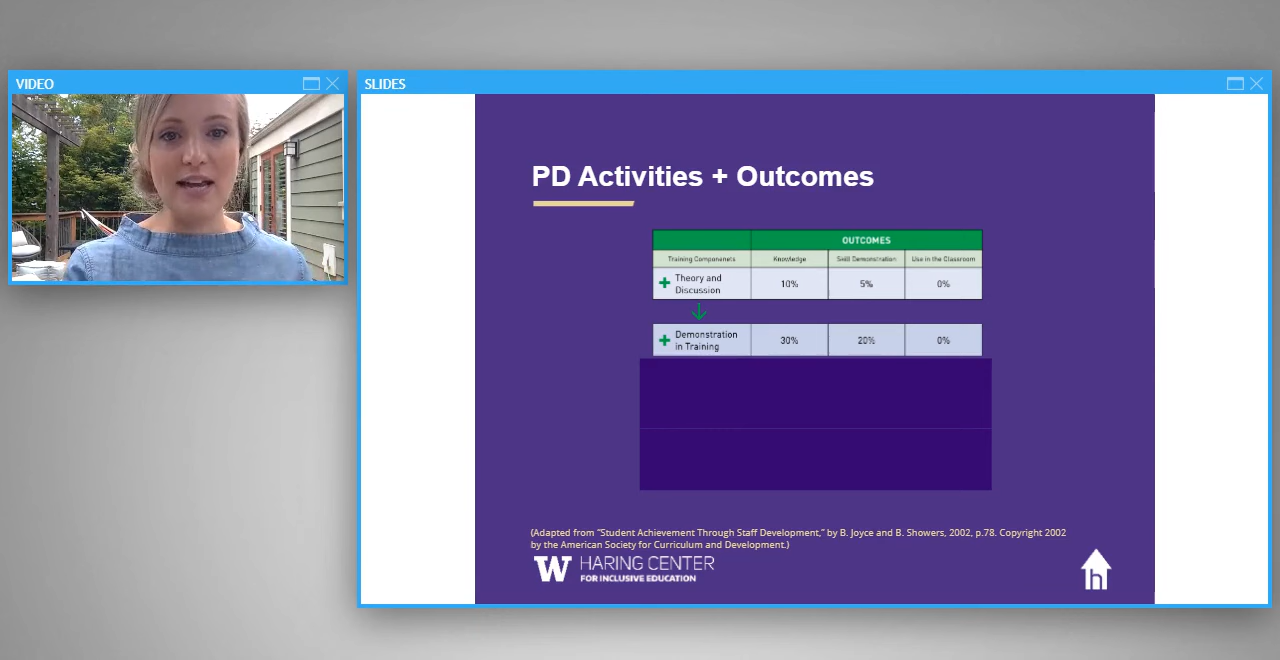 VIDEO
SLIDES
PD Activities + Outcomes
OUTCOMES
Training Componenets Knowledge Skill Demonstration Use in the Classroom
+ Theory and
Discussion
10% 5% 0%
+ Demonstration
in Training
30% 20% 0%
(Adapted from "Student Achievement Through Staff Development," by B. Joyce and B. Showers, 2002, p.78. Copyright 2002
by the American Society for Curriculum and Development.)
W HARING CENTER
FOR INCLUSIVE EDUCATION
h